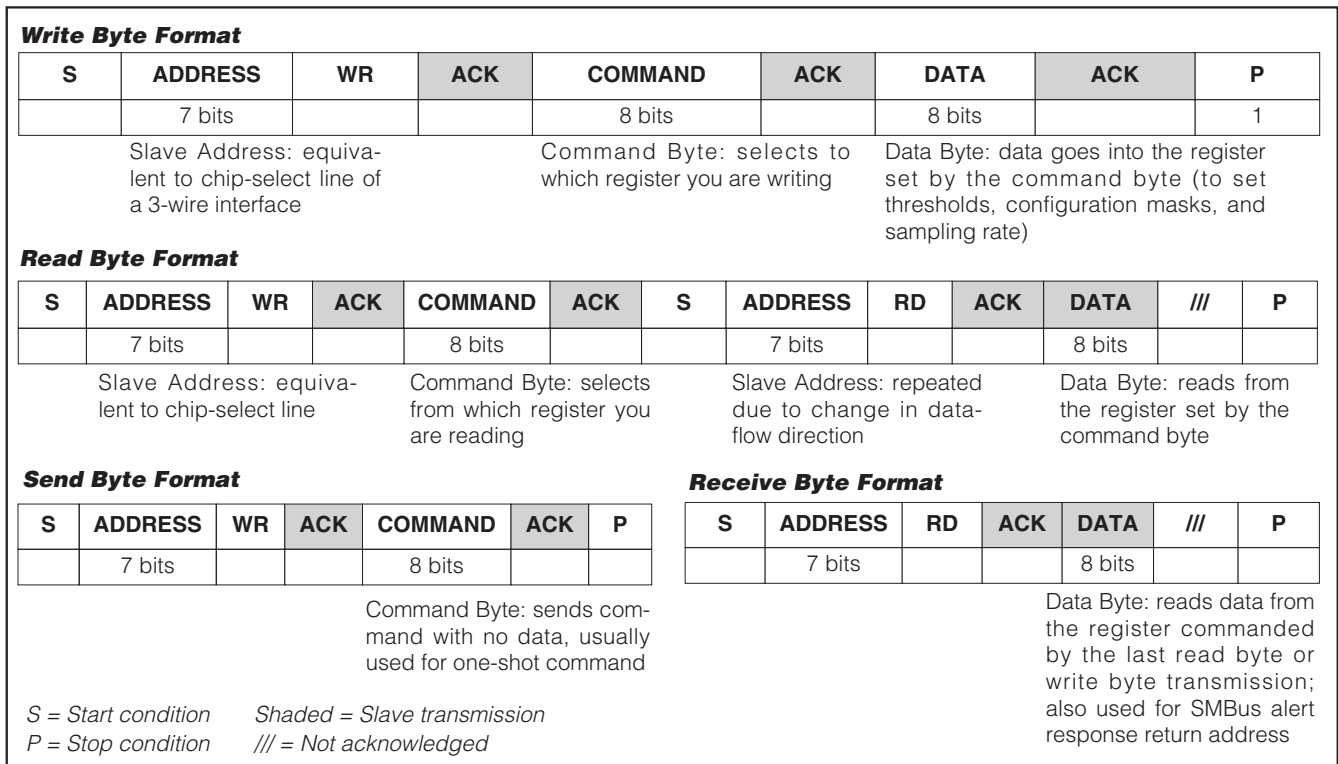 Write Byte Format
S ADDRESS WR ACK COMMAND ACK DATA ACK P
7 bits 8 bits 8 bits 1
Slave Address: equiva-
lent to chip-select line of
a 3-wire interface
Command Byte: selects to
which register you are writing
Data Byte: data goes into the register
set by the command byte (to set
thresholds, configuration masks, and
sampling rate)
Read Byte Format
S ADDRESS WR ACK COMMAND ACK S ADDRESS RD ACK DATA /// P
7 bits 8 bits 7 bits 8 bits
Slave Address: equiva-
lent to chip-select line
Command Byte: selects
from which register you
are reading
Slave Address: repeated
due to change in data-
flow direction
Data Byte: reads from
the register set by the
command byte
Send Byte Format
S ADDRESS WR ACK COMMAND ACK P
7 bits 8 bits
Command Byte: sends com-
mand with no data, usually
used for one-shot command
Receive Byte Format
S ADDRESS RD ACK DATA /// P
7 bits 8 bits
Data Byte: reads data from
the register commanded
by the last read byte or
write byte transmission;
also used for SMBus alert
response return address
S = Start condition Shaded = Slave transmission
P = Stop condition /// = Not acknowledged